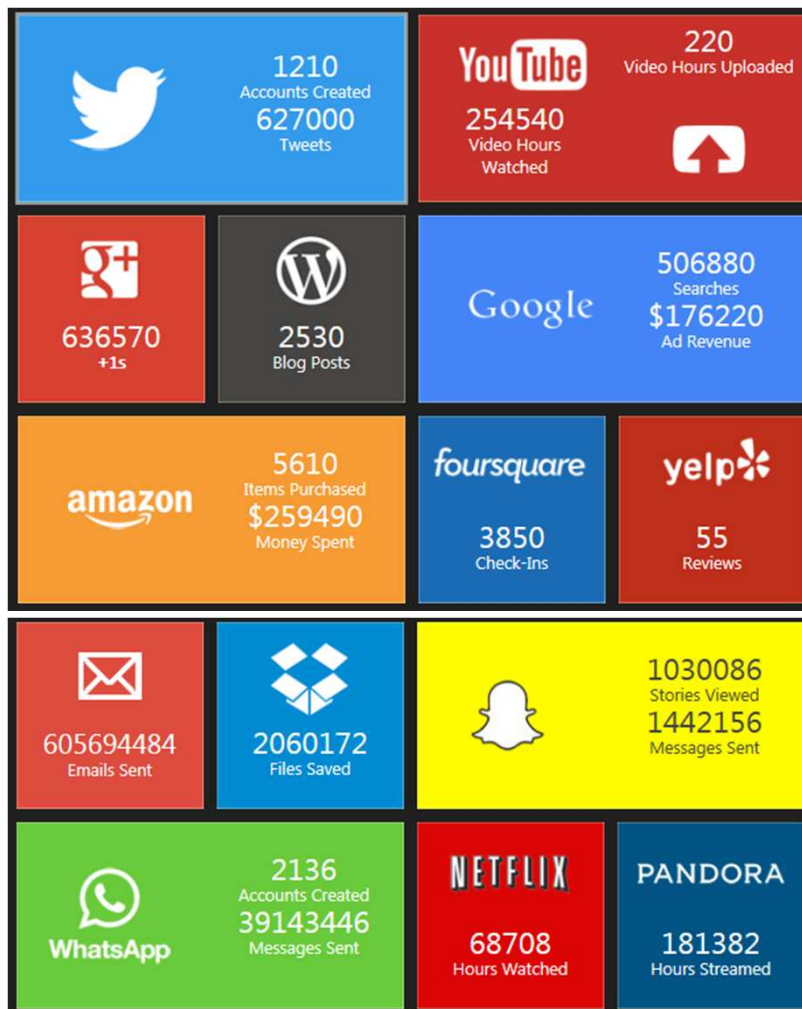 1210
Accounts Created
627000
Tweets
YouTube
220
Video Hours Uploaded
254540
Video Hours
Watched
g+
636570
+1s
W
2530
Blog Posts
Google
506880
Searches
$176220
Ad Revenue
amazon
5610
Items Purchased
$259490
Money Spent
foursquare
3850
Check-Ins
yelp
55
Reviews
605694484
Emails Sent
2060172
Files Saved
1030086
Stories Viewed
1442156
Messages Sent
WhatsApp
2136
Accounts Created
39143446
Messages Sent
NETFLIX
68708
Hours Watched
PANDORA
181382
Hours Streamed